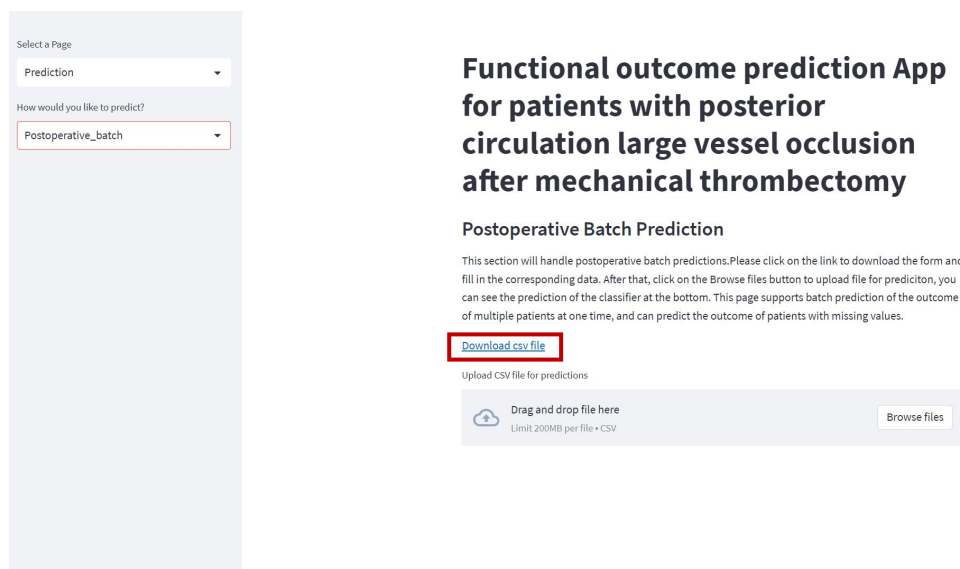 Select a Page
Prediction
How would you like to predict?
Postoperative_batch
Functional outcome prediction App
for patients with posterior
circulation large vessel occlusion
after mechanical thrombectomy
Postoperative Batch Prediction
This section will handle postoperative batch predictions.Please click on the link to download the form and
fill in the corresponding data. After that, click on the Browse files button to upload file for prediciton, you
can see the prediction of the classifier at the bottom. This page supports batch prediction of the outcome
of multiple patients at one time, and can predict the outcome of patients with missing values.
Download csv file
Upload CSV file for predictions
Drag and drop file here
Limit 200MB per file • CSV
Browse files